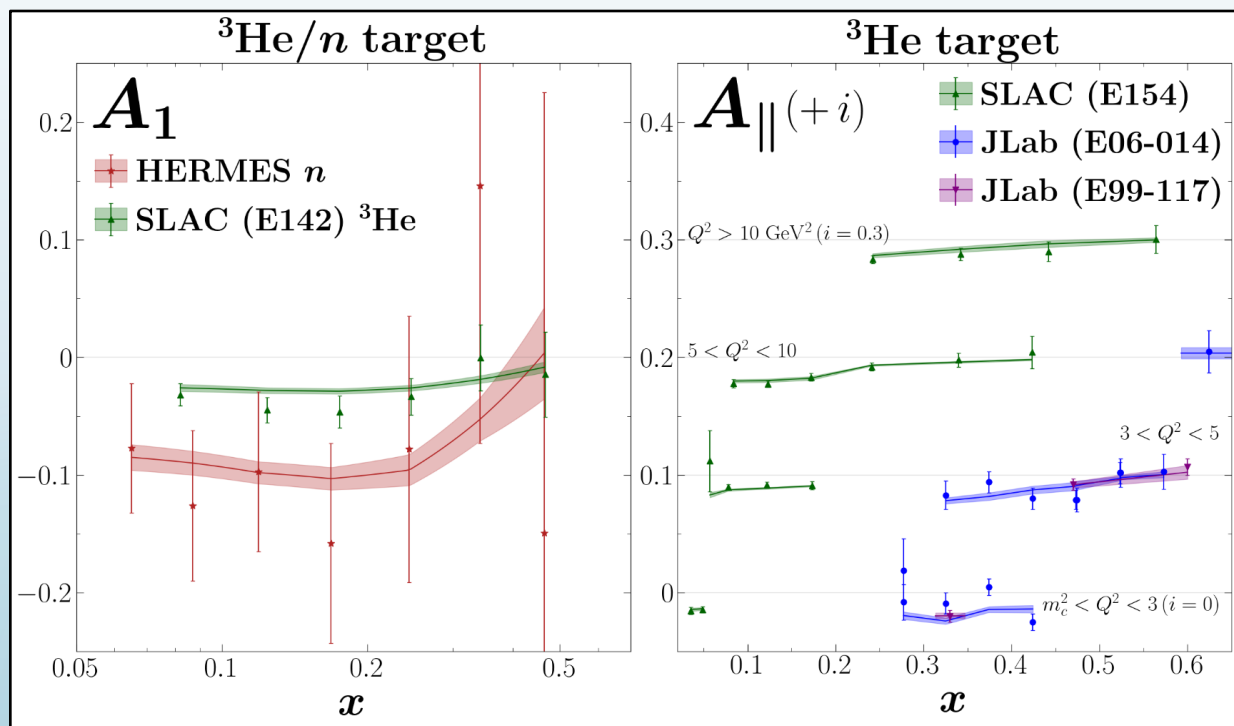 ³He/n target
A₁
HERMES n
SLAC (E142) ³He
0.2
0.1
0
−0.1
−0.2
0.05
0.1
0.2
0.5
x
³He target
A|| (+ i)
SLAC (E154)
JLab (E06-014)
JLab (E99-117)
Q² > 10 GeV² (i = 0.3)
5 < Q² < 10
3 < Q² < 5
m_c² < Q² < 3 (i = 0)
0.4
0.3
0.2
0.1
0
0.1
0.2
0.3
0.4
0.5
0.6
x